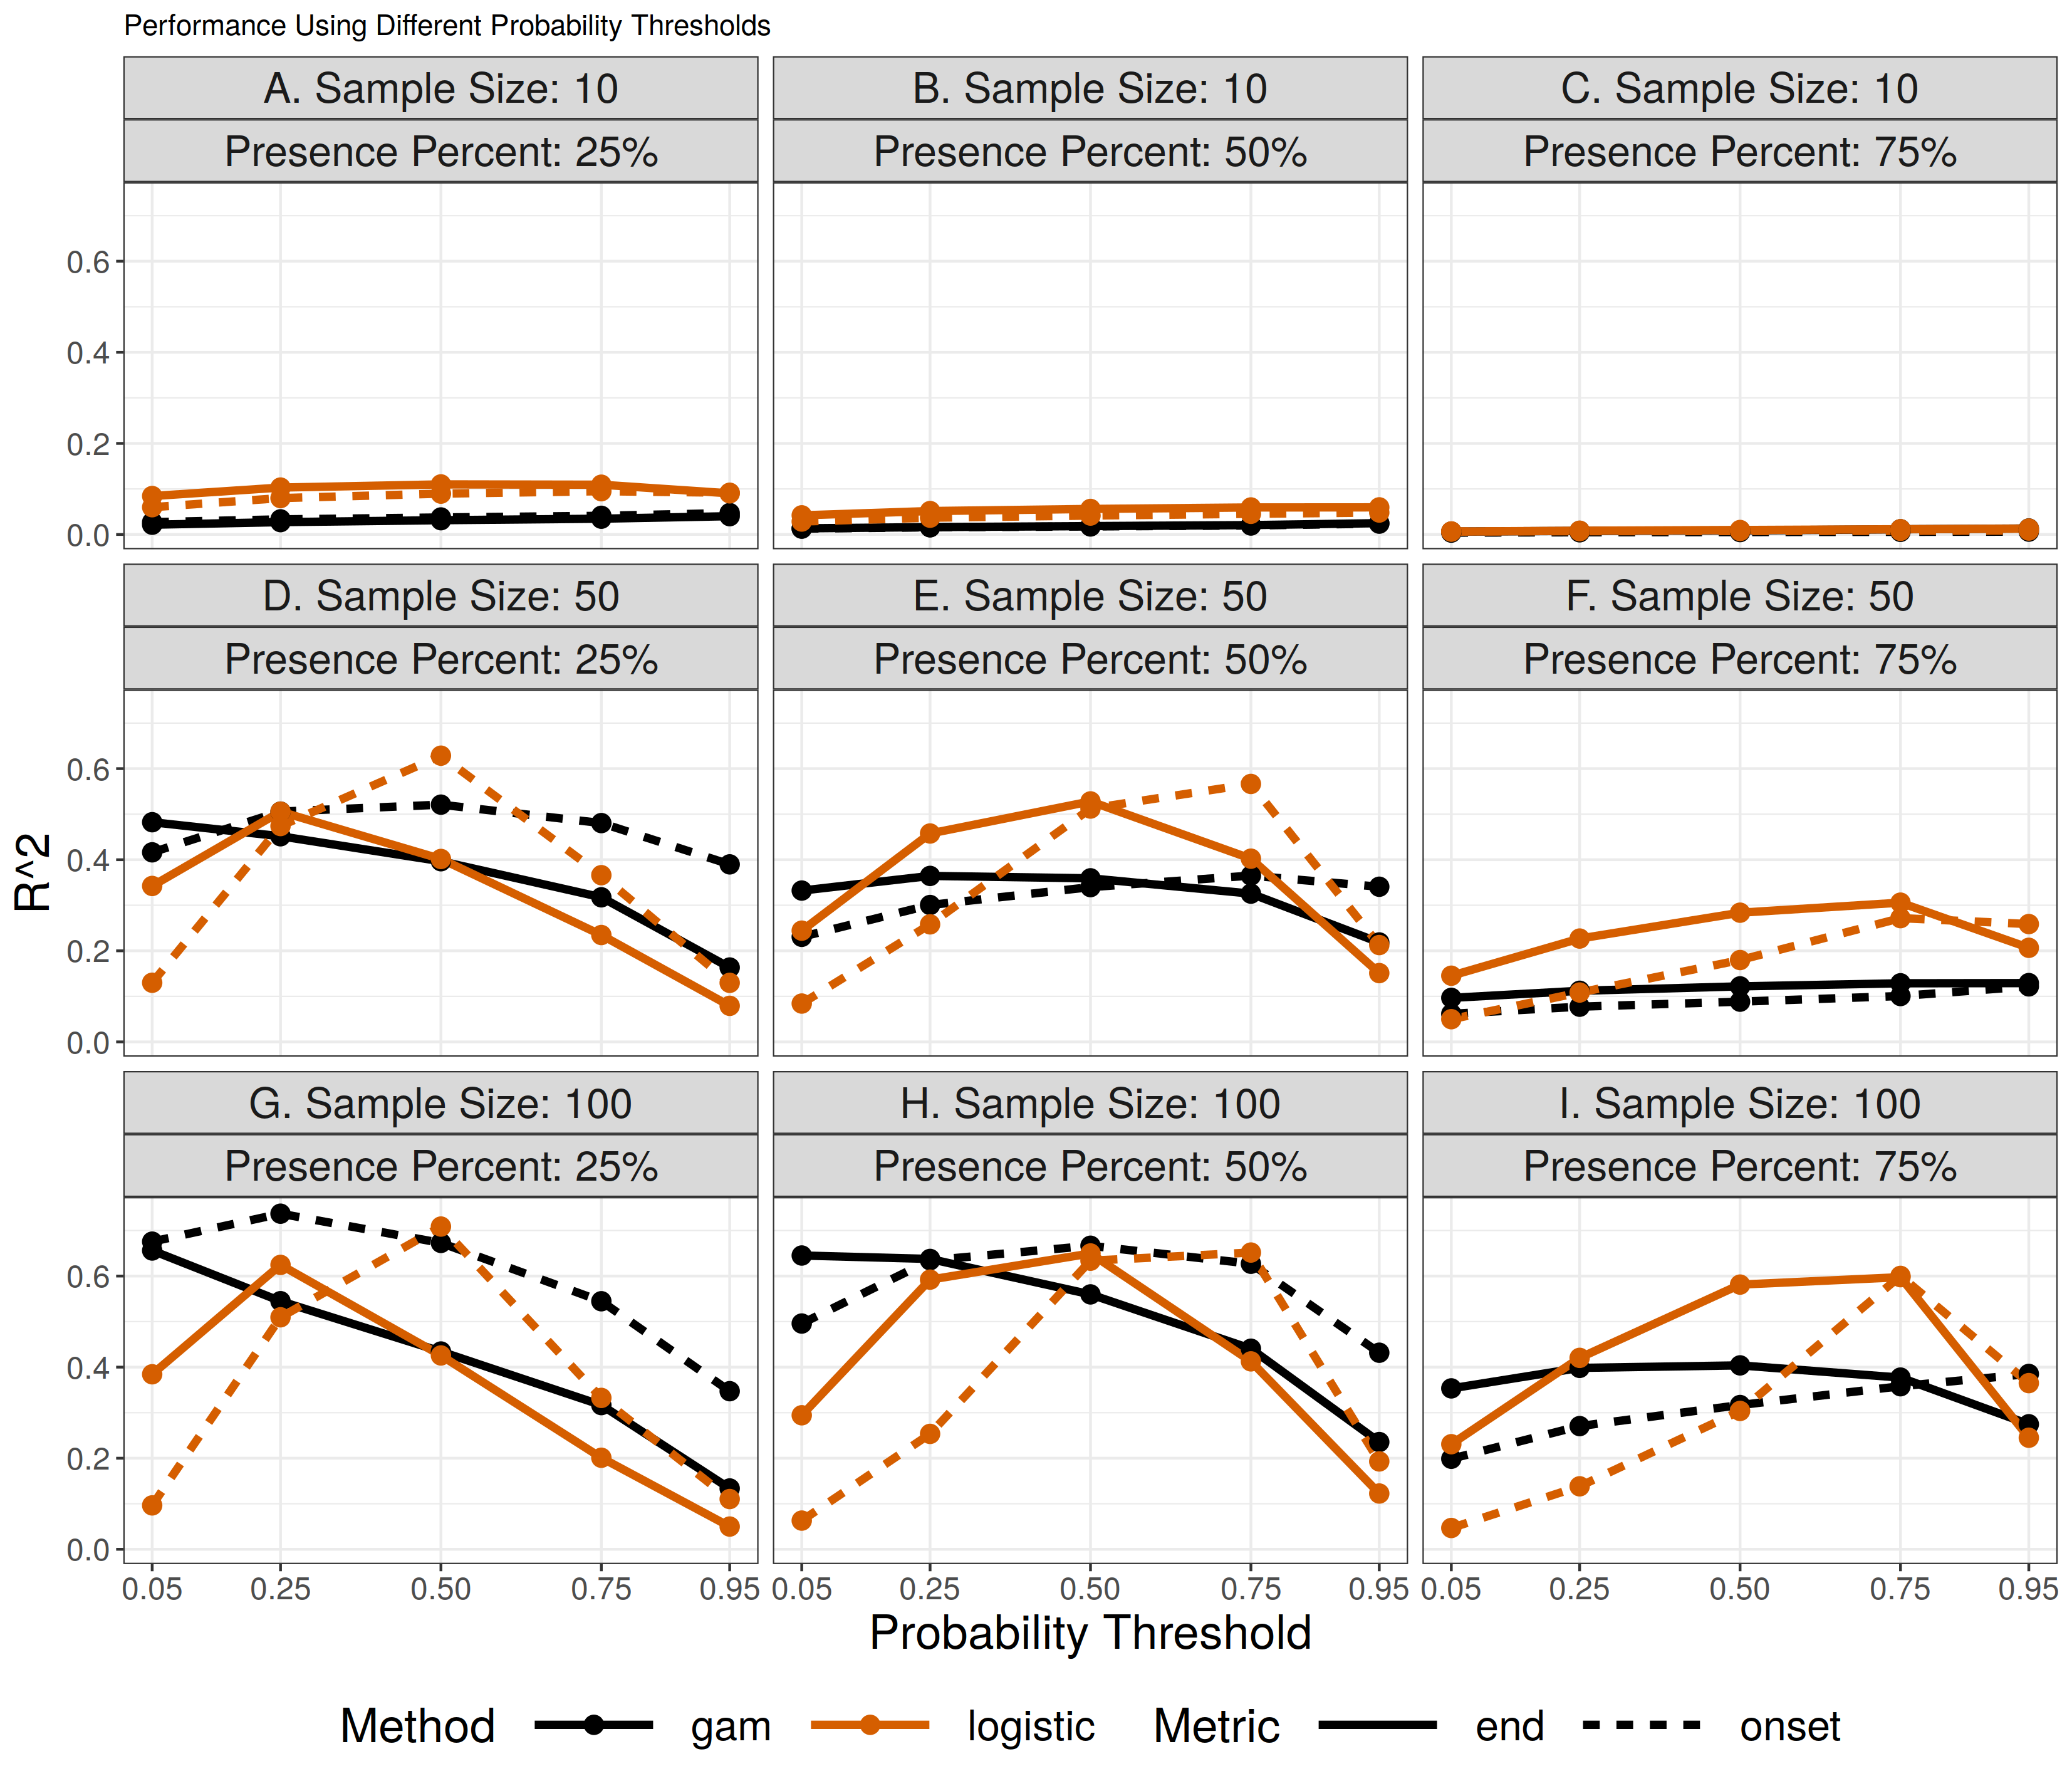 Performance Using Different Probability Thresholds
A. Sample Size: 10
B. Sample Size: 10
C. Sample Size: 10
Presence Percent: 25%
Presence Percent: 50%
Presence Percent: 75%
0.6
0.4
0.2
0.0
D. Sample Size: 50
E. Sample Size: 50
F. Sample Size: 50
Presence Percent: 25%
Presence Percent: 50%
Presence Percent: 75%
0.6
0.4
0.2
0.0
R^2
G. Sample Size: 100
H. Sample Size: 100
I. Sample Size: 100
Presence Percent: 25%
Presence Percent: 50%
Presence Percent: 75%
0.6
0.4
0.2
0.0
0.05 0.25 0.50 0.75 0.95 0.05 0.25 0.50 0.75 0.95 0.05 0.25 0.50 0.75 0.95
Probability Threshold
Method gam logistic Metric end onset